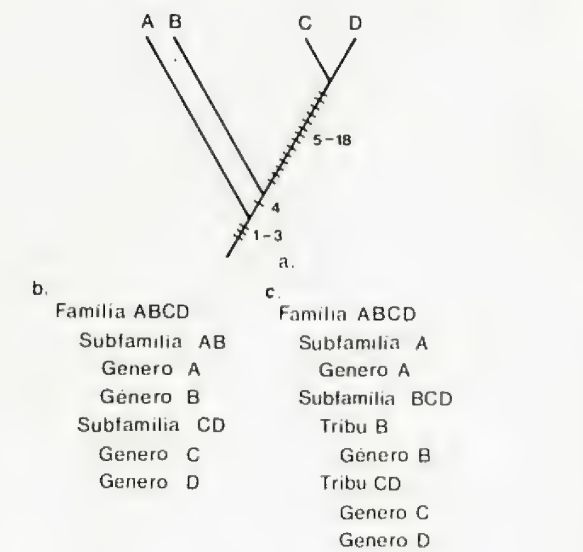 A B C D
5-18
4
1-3
a.
b.
Familia ABCD
Subfamilia AB
Genero A
Género B
Subfamilia CD
Genero C
Genero D
c.
Familia ABCD
Subfamilia A
Genero A
Subfamilia BCD
Tribu B
Género B
Tribu CD
Género C
Genero D